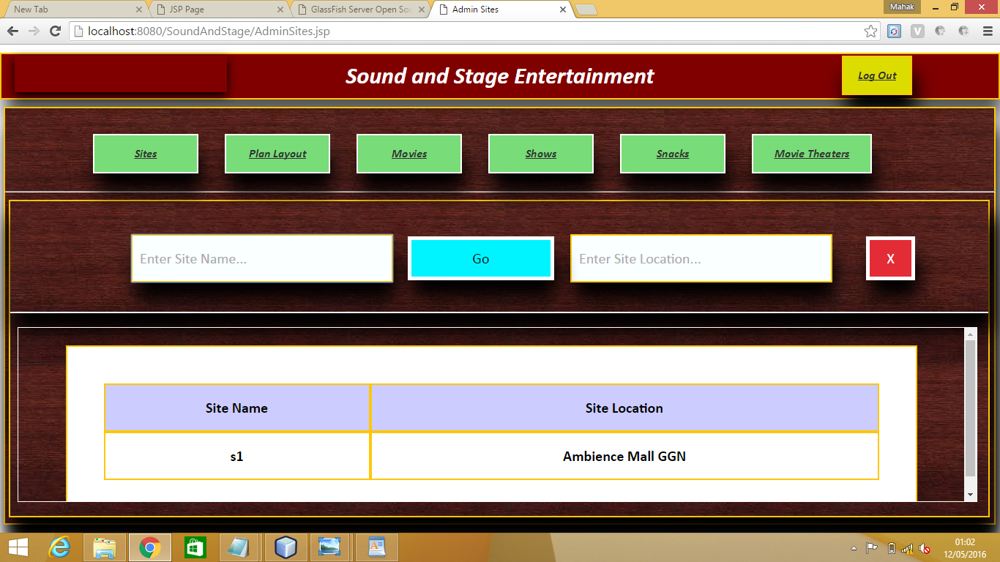 New Tab
JSP Page
GlassFish Server Open Sou
Admin Sites
Mahak
localhost:8080/SoundAndStage/AdminSites.jsp
Sound and Stage Entertainment
Log Out
Sites
Plan Layout
Movies
Shows
Snacks
Movie Theaters
Enter Site Name...
Go
Enter Site Location...
X
Site Name
Site Location
s1
Ambience Mall GGN
01:02
12/05/2016